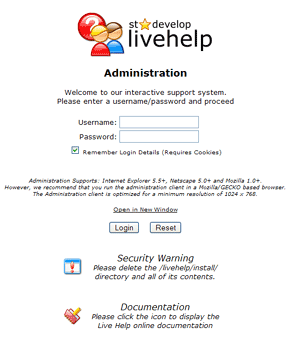 st develop
livehelp
Administration
Welcome to our interactive support system.
Please enter a username/password and proceed
Username:
Password:
Remember Login Details (Requires Cookies)
Administration Supports: Internet Explorer 5.5+, Netscape 5.0+ and Mozilla 1.0+.
However, we recommend that you run the administration client in a Mozilla/GECKO based browser.
The Administration client is optimized for a minimum resolution of 1024 x 768.
Open in New Window
Login Reset
Security Warning
Please delete the /livehelp/install/
directory and all of its contents.
Documentation
Please click the icon to display the
Live Help online documentation